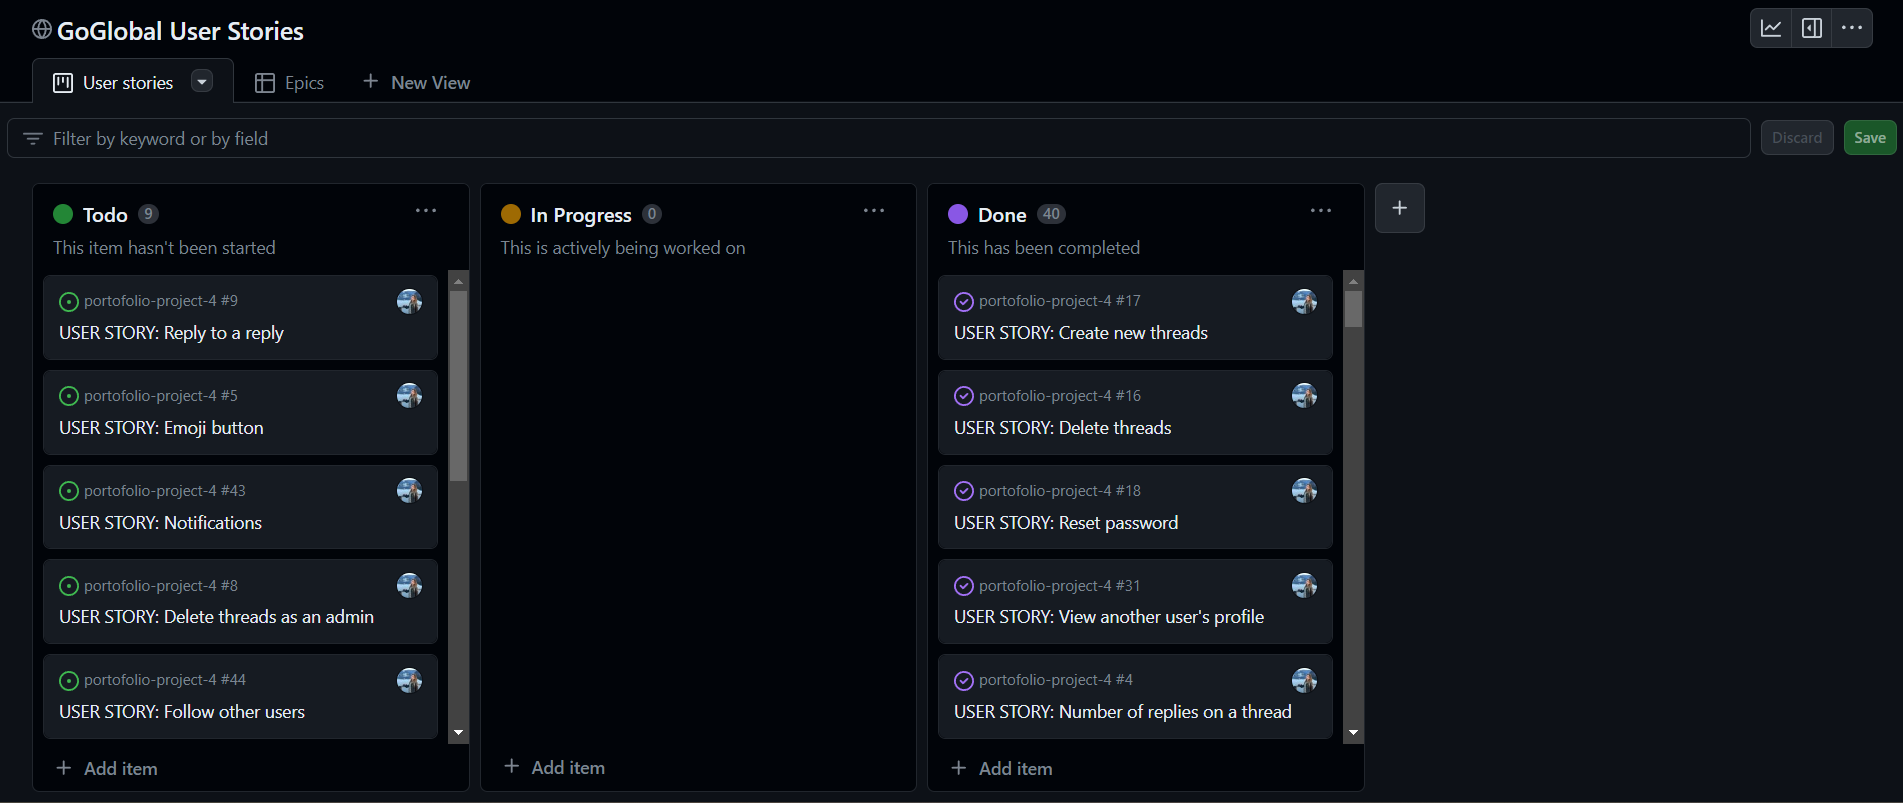 GoGlobal User Stories
User stories
Epics
New View
Filter by keyword or by field
Discard
Save
Todo 9
This item hasn't been started
portofolio-project-4 #9
USER STORY: Reply to a reply
portofolio-project-4 #5
USER STORY: Emoji button
portofolio-project-4 #43
USER STORY: Notifications
portofolio-project-4 #8
USER STORY: Delete threads as an admin
portofolio-project-4 #44
USER STORY: Follow other users
Add item
In Progress 0
This is actively being worked on
Add item
Done 40
This has been completed
portofolio-project-4 #17
USER STORY: Create new threads
portofolio-project-4 #16
USER STORY: Delete threads
portofolio-project-4 #18
USER STORY: Reset password
portofolio-project-4 #31
USER STORY: View another user's profile
portofolio-project-4 #4
USER STORY: Number of replies on a thread
Add item